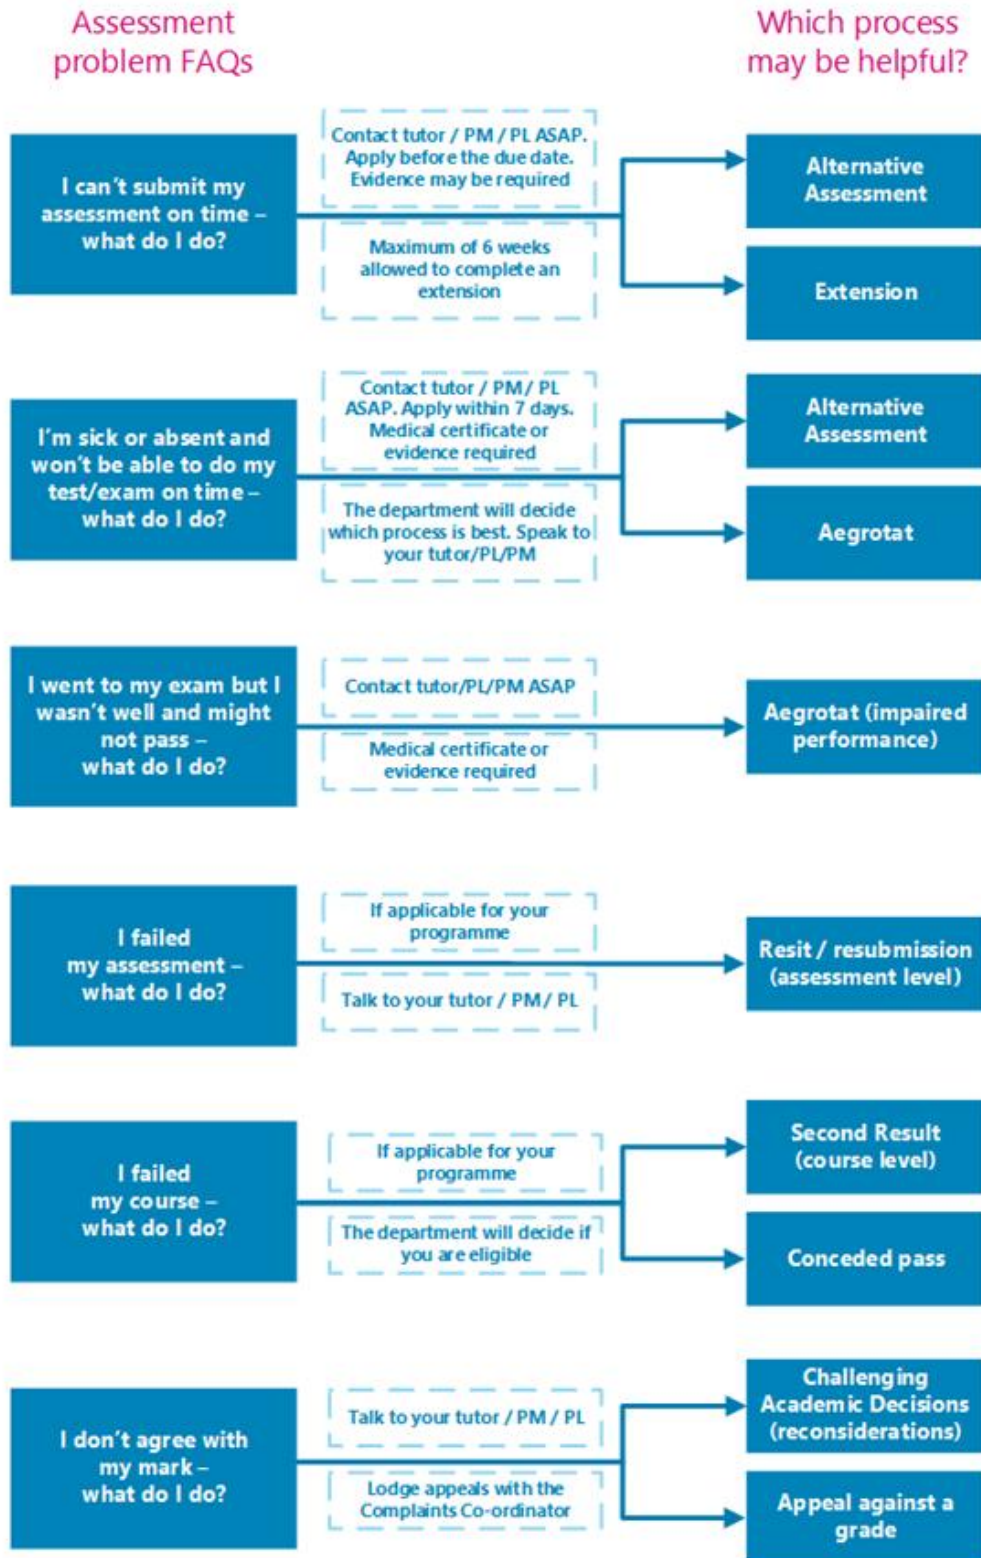 Assessment
problem FAQs
Which process
may be helpful?
I can't submit my
assessment on time –
what do I do?
Contact tutor / PM / PL ASAP.
Apply before the due date.
Evidence may be required
Maximum of 6 weeks
allowed to complete an
extension
Alternative
Assessment
Extension
I'm sick or absent and
won't be able to do my
test/exam on time –
what do I do?
Contact tutor / PM / PL
ASAP. Apply within 7 days.
Medical certificate or
evidence required
The department will decide
which process is best. Speak to
your tutor/PL/PM
Alternative
Assessment
Aegrotat
I went to my exam but I
wasn't well and might
not pass –
what do I do?
Contact tutor/PL/PM ASAP
Medical certificate or
evidence required
Aegrotat (impaired
performance)
I failed
my assessment –
what do I do?
If applicable for your
programme
Talk to your tutor / PM / PL
Resit / resubmission
(assessment level)
I failed
my course –
what do I do?
If applicable for your
programme
The department will decide if
you are eligible
Second Result
(course level)
Conceded pass
I don't agree with
my mark –
what do I do?
Talk to your tutor / PM / PL
Lodge appeals with the
Complaints Co-ordinator
Challenging
Academic Decisions
(reconsiderations)
Appeal against a
grade